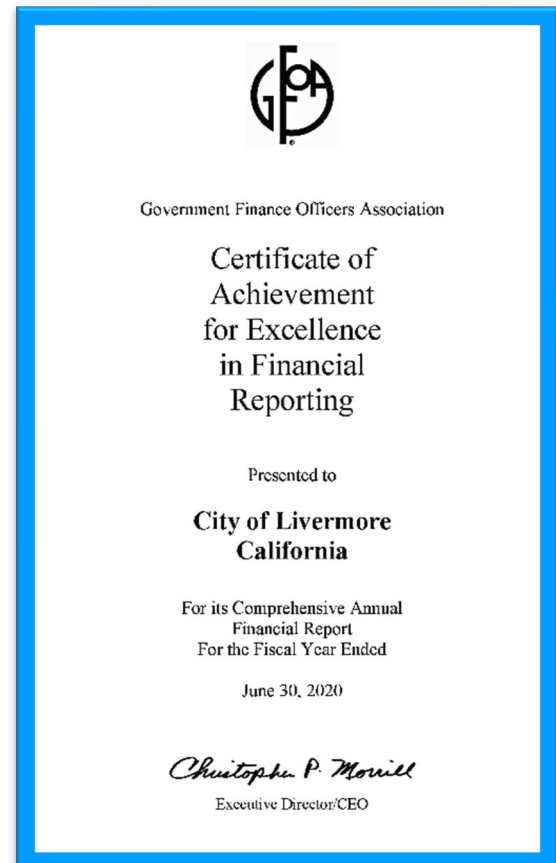 GFOA
Government Finance Officers Association
Certificate of
Achievement
for Excellence
in Financial
Reporting
Presented to
City of Livermore
California
For its Comprehensive Annual
Financial Report
For the Fiscal Year Ended
June 30, 2020
Christopher P. Morrill
Executive Director/CEO